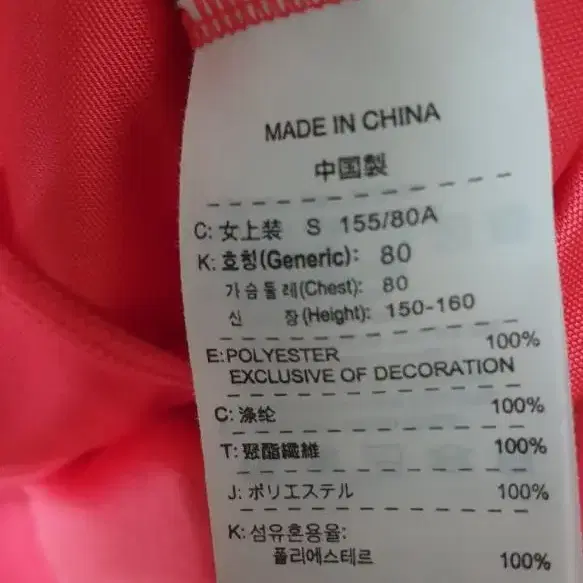 MADE IN CHINA
中国製
C: 女上装 S 155/80A
K: 호칭(Generic): 80
가슴둘레(Chest): 80
신 장(Height): 150-160
E: POLYESTER 100%
EXCLUSIVE OF DECORATION
C: 涤纶 100%
T: 聚酯纖維 100%
J: ポリエステル 100%
K: 섬유혼용율:
폴리에스테르 100%